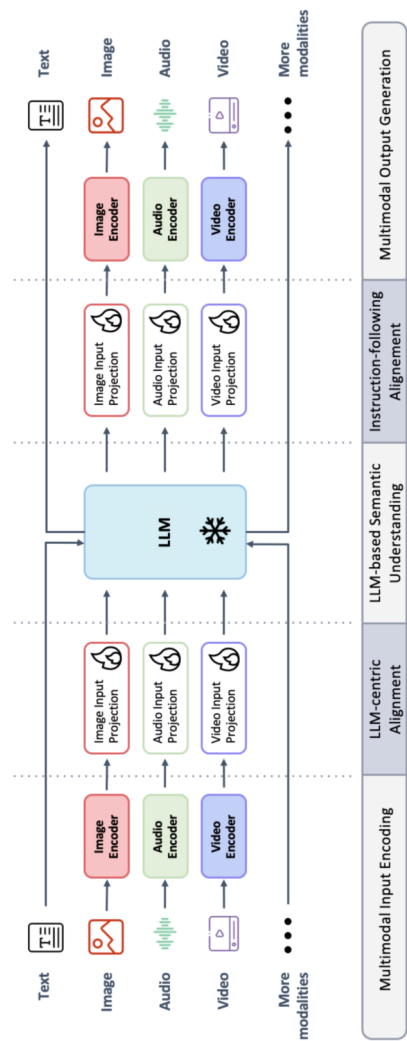 Text
Image
Audio
Video
More
modalities
Image
Encoder
Audio
Encoder
Video
Encoder
Image Input
Projection
Audio Input
Projection
Video Input
Projection
LLM
Image Input
Projection
Audio Input
Projection
Video Input
Projection
Image
Encoder
Audio
Encoder
Video
Encoder
Text
Image
Audio
Video
More
modalities
Multimodal Input Encoding
LLM-centric
Alignment
LLM-based Semantic
Understanding
Instruction-following
Alignement
Multimodal Output Generation